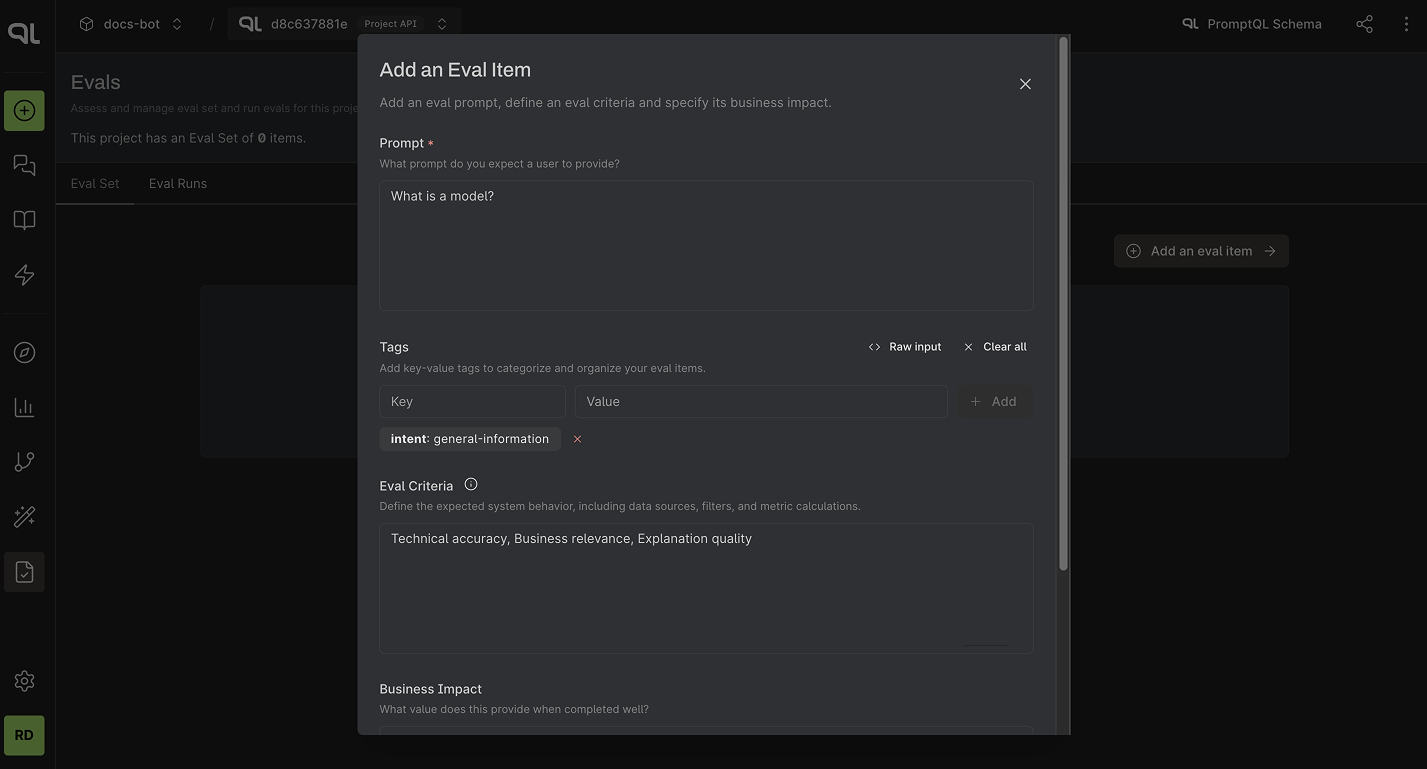 docs-bot / QL d8c637881e Project API
PromptQL Schema
QL
Evals
Assess and manage eval set and run evals for this proje
This project has an Eval Set of 0 items.
Eval Set Eval Runs
Add an eval item
Add an Eval Item
Add an eval prompt, define an eval criteria and specify its business impact.
Prompt *
What prompt do you expect a user to provide?
What is a model?
Tags
Raw input Clear all
Add key-value tags to categorize and organize your eval items.
Key Value + Add
intent: general-information
Eval Criteria
Define the expected system behavior, including data sources, filters, and metric calculations.
Technical accuracy, Business relevance, Explanation quality
Business Impact
What value does this provide when completed well?
RD